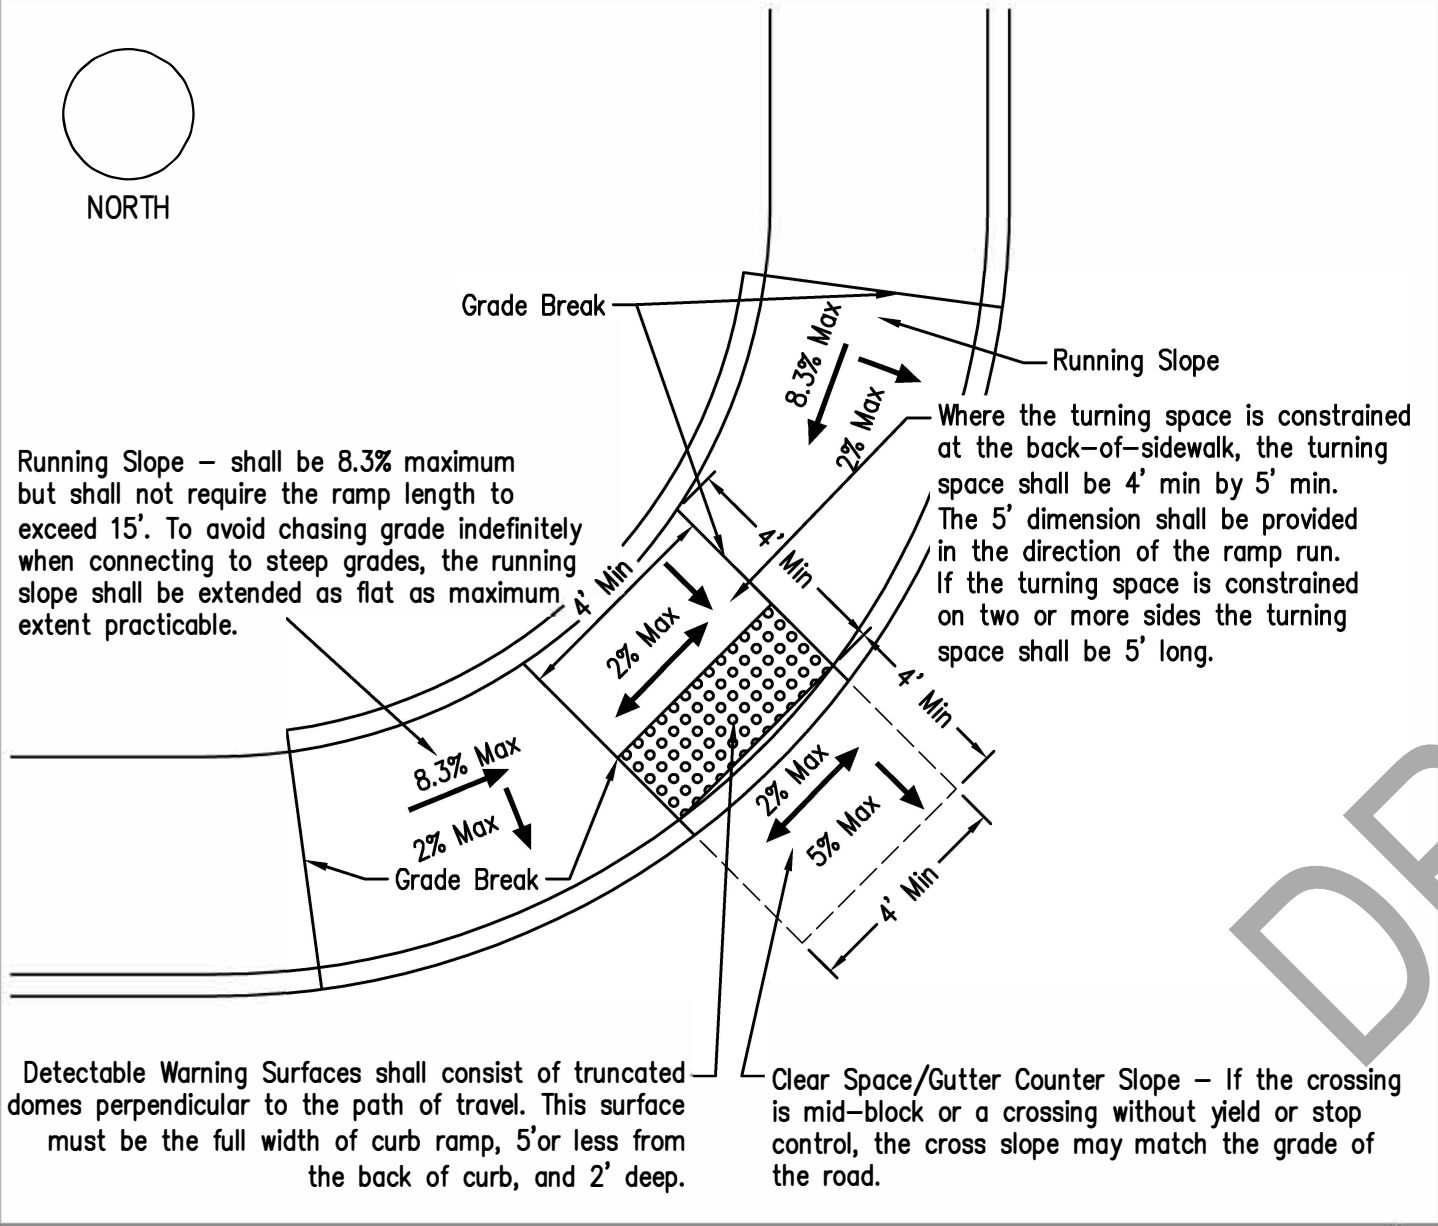 NORTH
Grade Break
8.3% Max
2% Max
Running Slope
Where the turning space is constrained
at the back-of-sidewalk, the turning
space shall be 4' min by 5' min.
The 5' dimension shall be provided
in the direction of the ramp run.
If the turning space is constrained
on two or more sides the turning
space shall be 5' long.
Running Slope - shall be 8.3% maximum
but shall not require the ramp length to
exceed 15'. To avoid chasing grade indefinitely
when connecting to steep grades, the running
slope shall be extended as flat as maximum
extent practicable.
4' Min
4' Min
2% Max
4' Min
8.3% Max
2% Max
2% Max
5% Max
4' Min
Grade Break
Detectable Warning Surfaces shall consist of truncated
domes perpendicular to the path of travel. This surface
must be the full width of curb ramp, 5'or less from
the back of curb, and 2' deep.
Clear Space/Gutter Counter Slope - If the crossing
is mid-block or a crossing without yield or stop
control, the cross slope may match the grade of
the road.